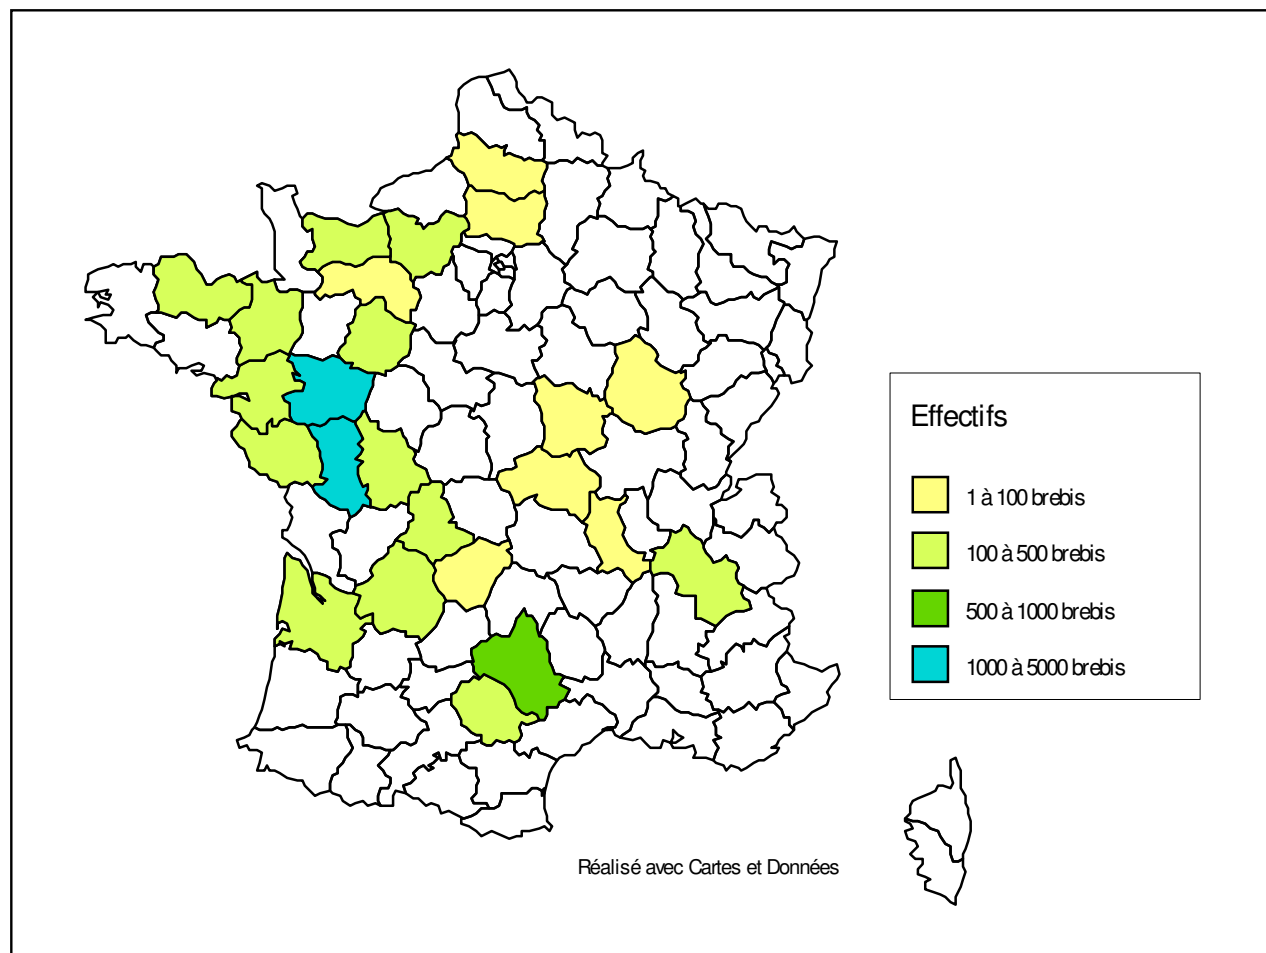 Effectifs
1 à 100 brebis
100 à 500 brebis
500 à 1000 brebis
1000 à 5000 brebis
Réalisé avec Cartes et Données